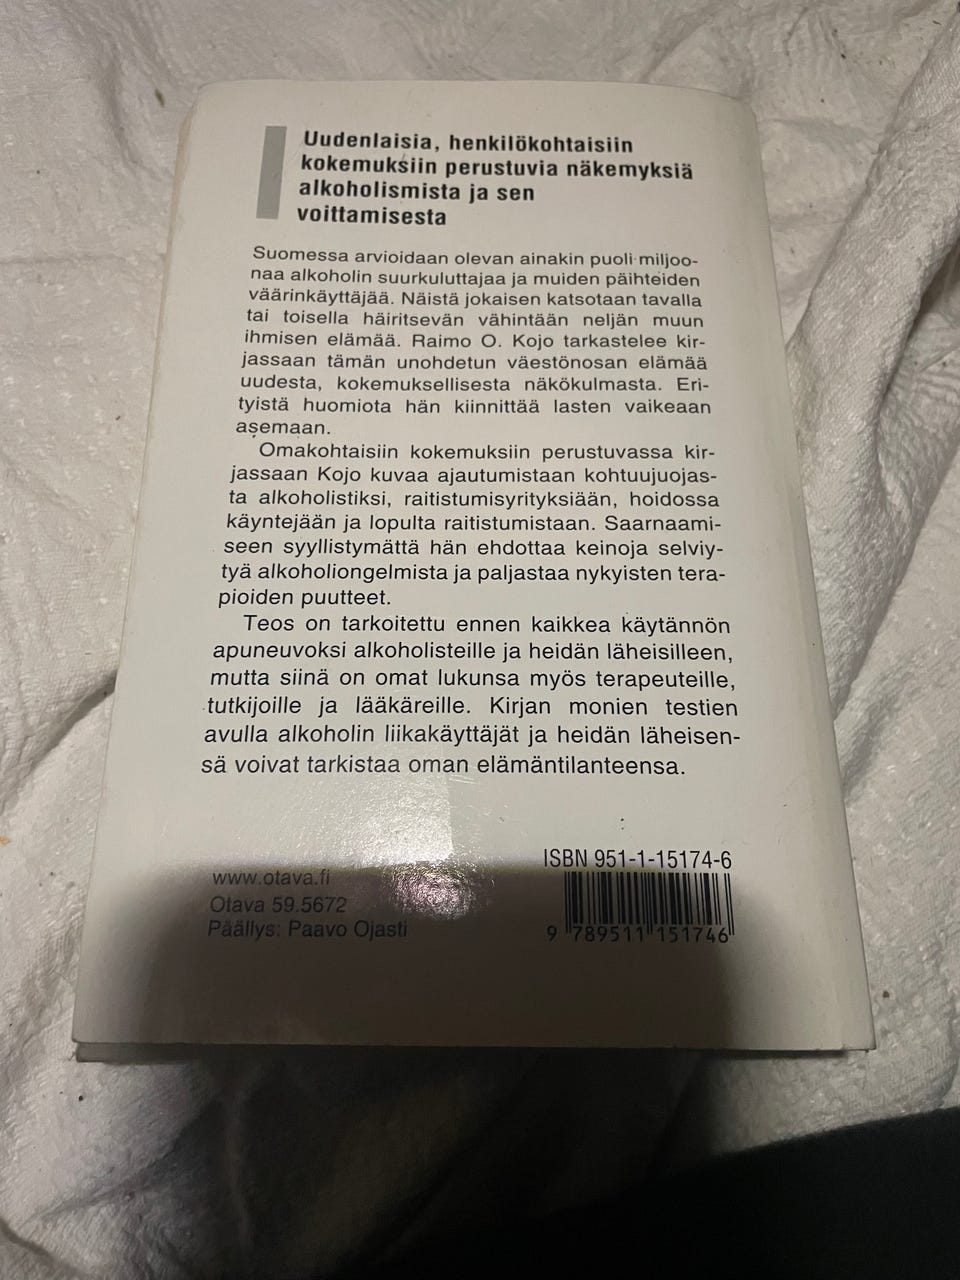 Uudenlaisia, henkilökohtaisiin
kokemuksiin perustuvia näkemyksiä
alkoholismista ja sen
voittamisesta
Suomessa arvioidaan olevan ainakin puoli miljoo-
naa alkoholin suurkuluttajaa ja muiden päihteiden
väärinkäyttäjää. Näistä jokaisen katsotaan tavalla
tai toisella häiritsevän vähintään neljän muun
ihmisen elämää. Raimo O. Kojo tarkastelee kir-
jassaan tämän unohdetun väestönosan elämää
uudesta, kokemuksellisesta näkökulmasta. Eri-
tyistä huomiota hän kiinnittää lasten vaikeaan
asemaan.
Omakohtaisiin kokemuksiin perustuvassa kir-
jassaan Kojo kuvaa ajautumistaan kohtuujuojas-
ta alkoholistiksi, raitistumisyrityksiään, hoidossa
käyntejään ja lopulta raitistumistaan. Saarnaami-
seen syyllistymättä hän ehdottaa keinoja selviy-
tyä alkoholiongelmista ja paljastaa nykyisten tera-
pioiden puutteet.
Teos on tarkoitettu ennen kaikkea käytännön
apuneuvoksi alkoholisteille ja heidän läheisilleen,
mutta siinä on omat lukunsa myös terapeuteille,
tutkijoille ja lääkäreille. Kirjan monien testien
avulla alkoholin liikakäyttäjät ja heidän läheisen-
sä voivat tarkistaa oman elämäntilanteensa.
ISBN 951-1-15174-6
www.otava.fi
Otava 59.5672
Päällys: Paavo Ojasti
9 789511 151746